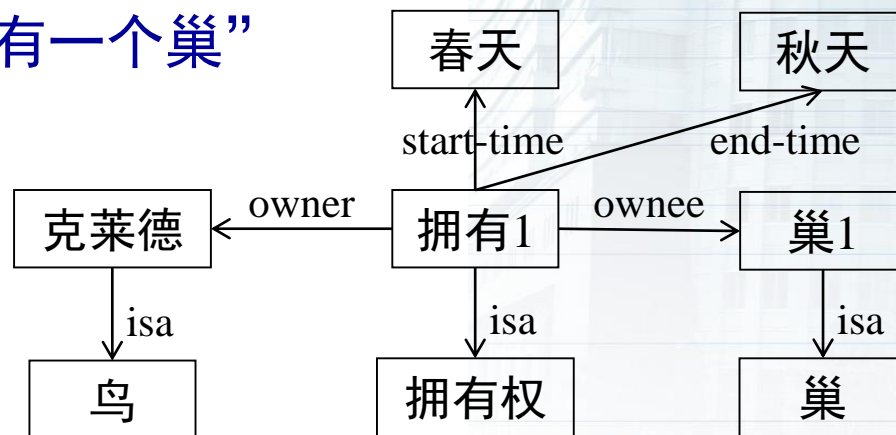 有一个巢”
春天
秋天
start-time
end-time
克莱德
owner
拥有1
ownee
巢1
isa
isa
isa
鸟
拥有权
巢